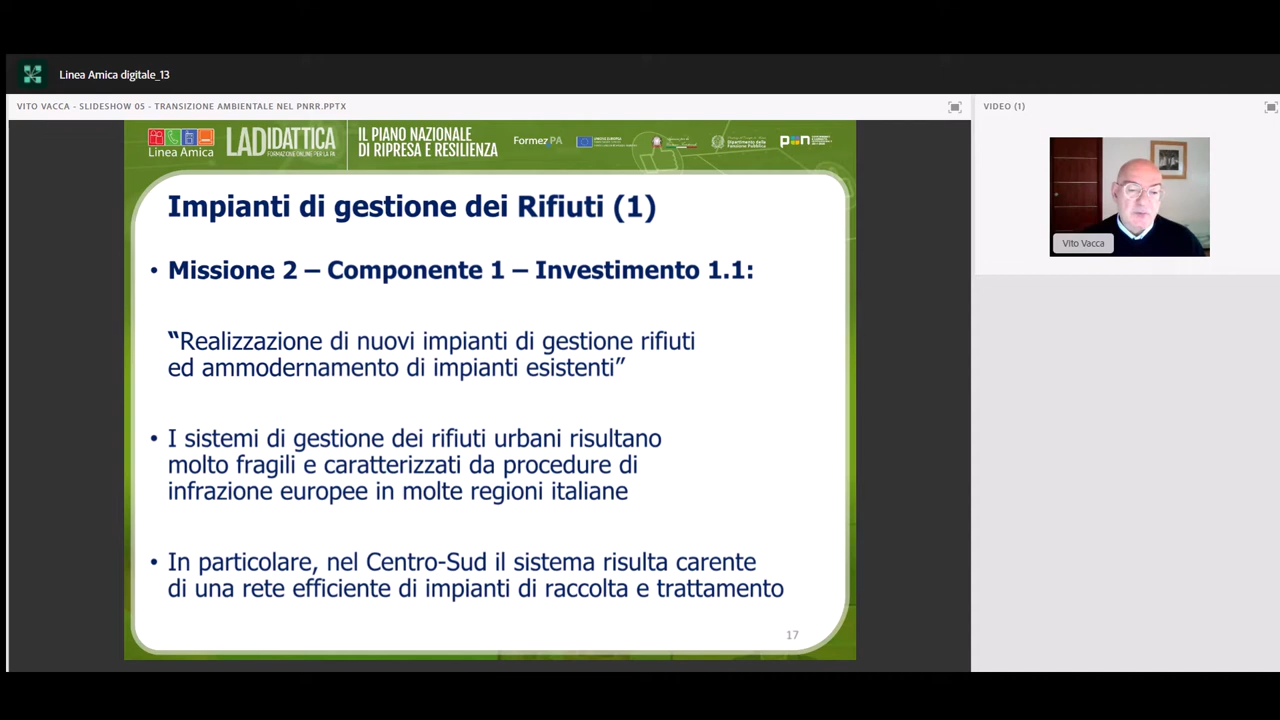 Linea Amica digitale_13
VITO VACCA - SLIDESHOW 05 - TRANSIZIONE AMBIENTALE NEL PNRR.PPTX
VIDEO (1)
Linea Amica
LADIDATTICA
FORMAZIONE ONLINE PER LA PA
IL PIANO NAZIONALE
DI RIPRESA E RESILIENZA
FormezPA
Impianti di gestione dei Rifiuti (1)
• Missione 2 – Componente 1 – Investimento 1.1:
“Realizzazione di nuovi impianti di gestione rifiuti
ed ammodernamento di impianti esistenti”
• I sistemi di gestione dei rifiuti urbani risultano
molto fragili e caratterizzati da procedure di
infrazione europee in molte regioni italiane
• In particolare, nel Centro-Sud il sistema risulta carente
di una rete efficiente di impianti di raccolta e trattamento
17
Vito Vacca